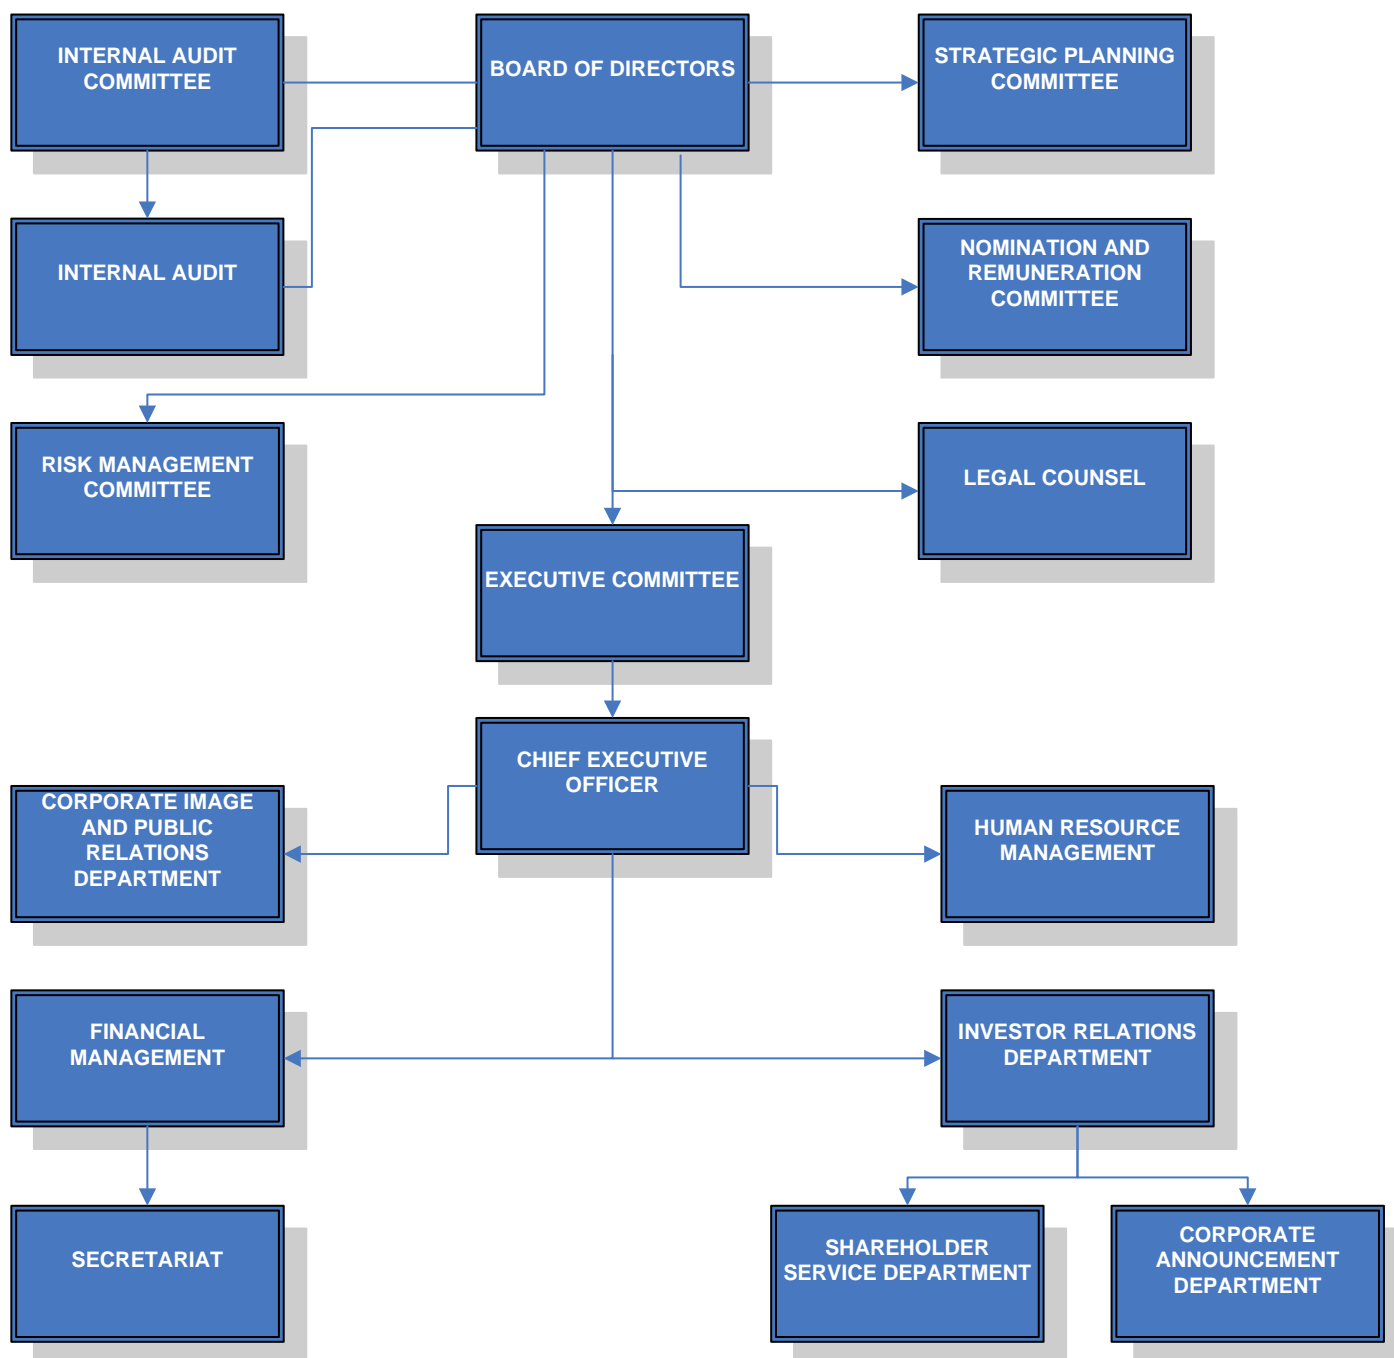 INTERNAL AUDIT
COMMITTEE
BOARD OF DIRECTORS
STRATEGIC PLANNING
COMMITTEE
INTERNAL AUDIT
NOMINATION AND
REMUNERATION
COMMITTEE
RISK MANAGEMENT
COMMITTEE
LEGAL COUNSEL
EXECUTIVE COMMITTEE
CHIEF EXECUTIVE
OFFICER
CORPORATE IMAGE
AND PUBLIC
RELATIONS
DEPARTMENT
HUMAN RESOURCE
MANAGEMENT
FINANCIAL
MANAGEMENT
INVESTOR RELATIONS
DEPARTMENT
SECRETARIAT
SHAREHOLDER
SERVICE DEPARTMENT
CORPORATE
ANNOUNCEMENT
DEPARTMENT